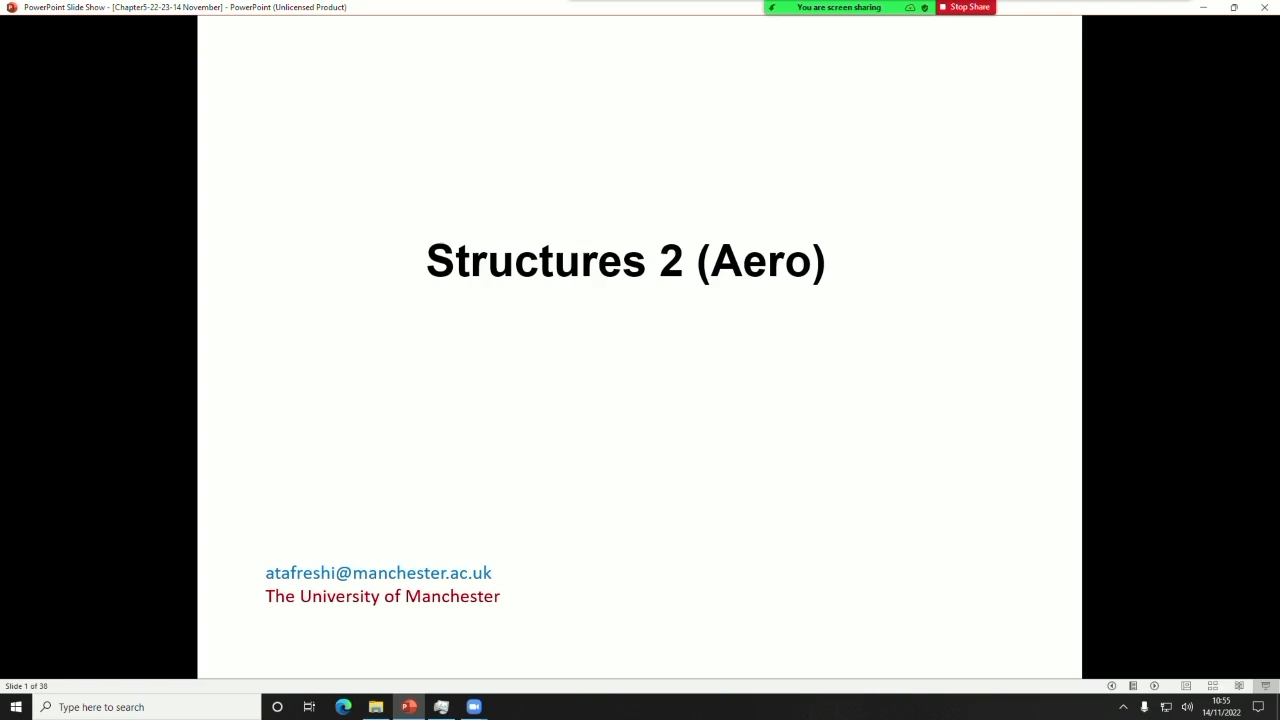 PowerPoint Slide Show - [Chapter5-22-23-14 November] - PowerPoint (Unlicensed Product)
You are screen sharing
Stop Share
Structures 2 (Aero)
atafreshi@manchester.ac.uk
The University of Manchester
Slide 1 of 38
Type here to search
10:55
14/11/2022